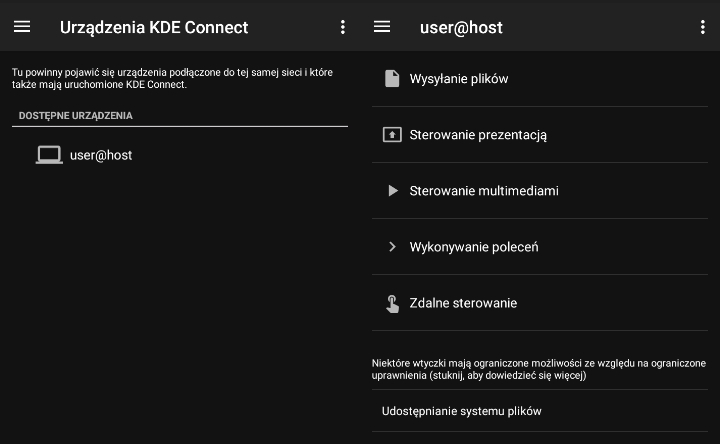 Urządzenia KDE Connect
Tu powinny pojawić się urządzenia podłączone do tej samej sieci i które
także mają uruchomione KDE Connect.
DOSTĘPNE URZĄDZENIA
user@host
user@host
Wysyłanie plików
Sterowanie prezentacją
Sterowanie multimediami
Wykonywanie poleceń
Zdalne sterowanie
Niektóre wtyczki mają ograniczone możliwości ze względu na ograniczone
uprawnienia (stuknij, aby dowiedzieć się więcej)
Udostępnianie systemu plików